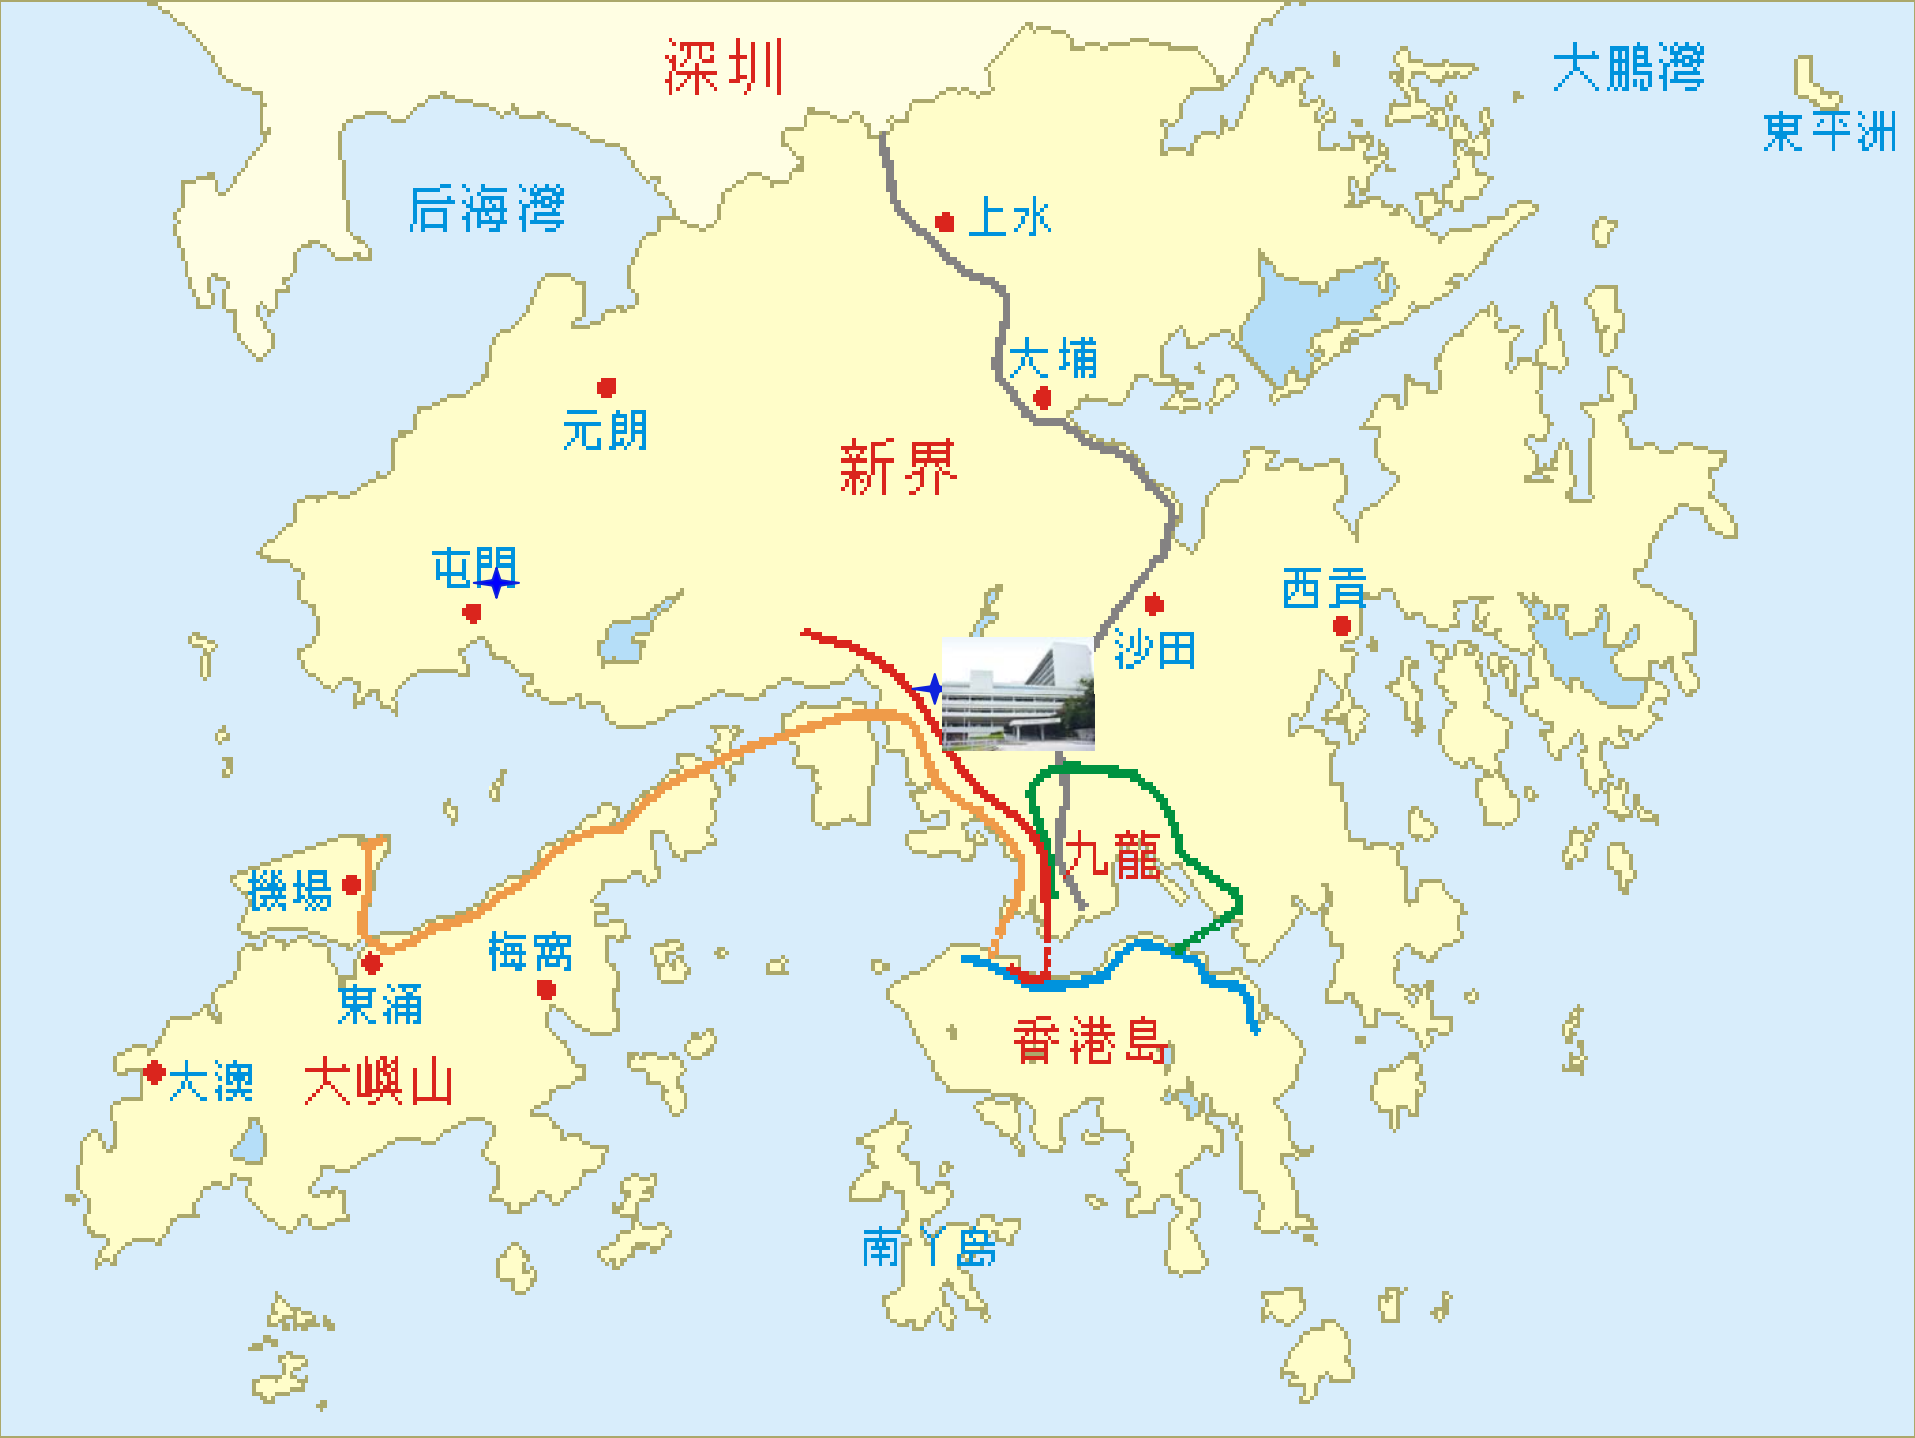 深圳
大鵬灣
東平洲
后海灣
上水
大埔
元朗
新界
屯門
西貢
沙田
九龍
機場
梅窩
東涌
香港島
大澳
大嶼山
南丫島